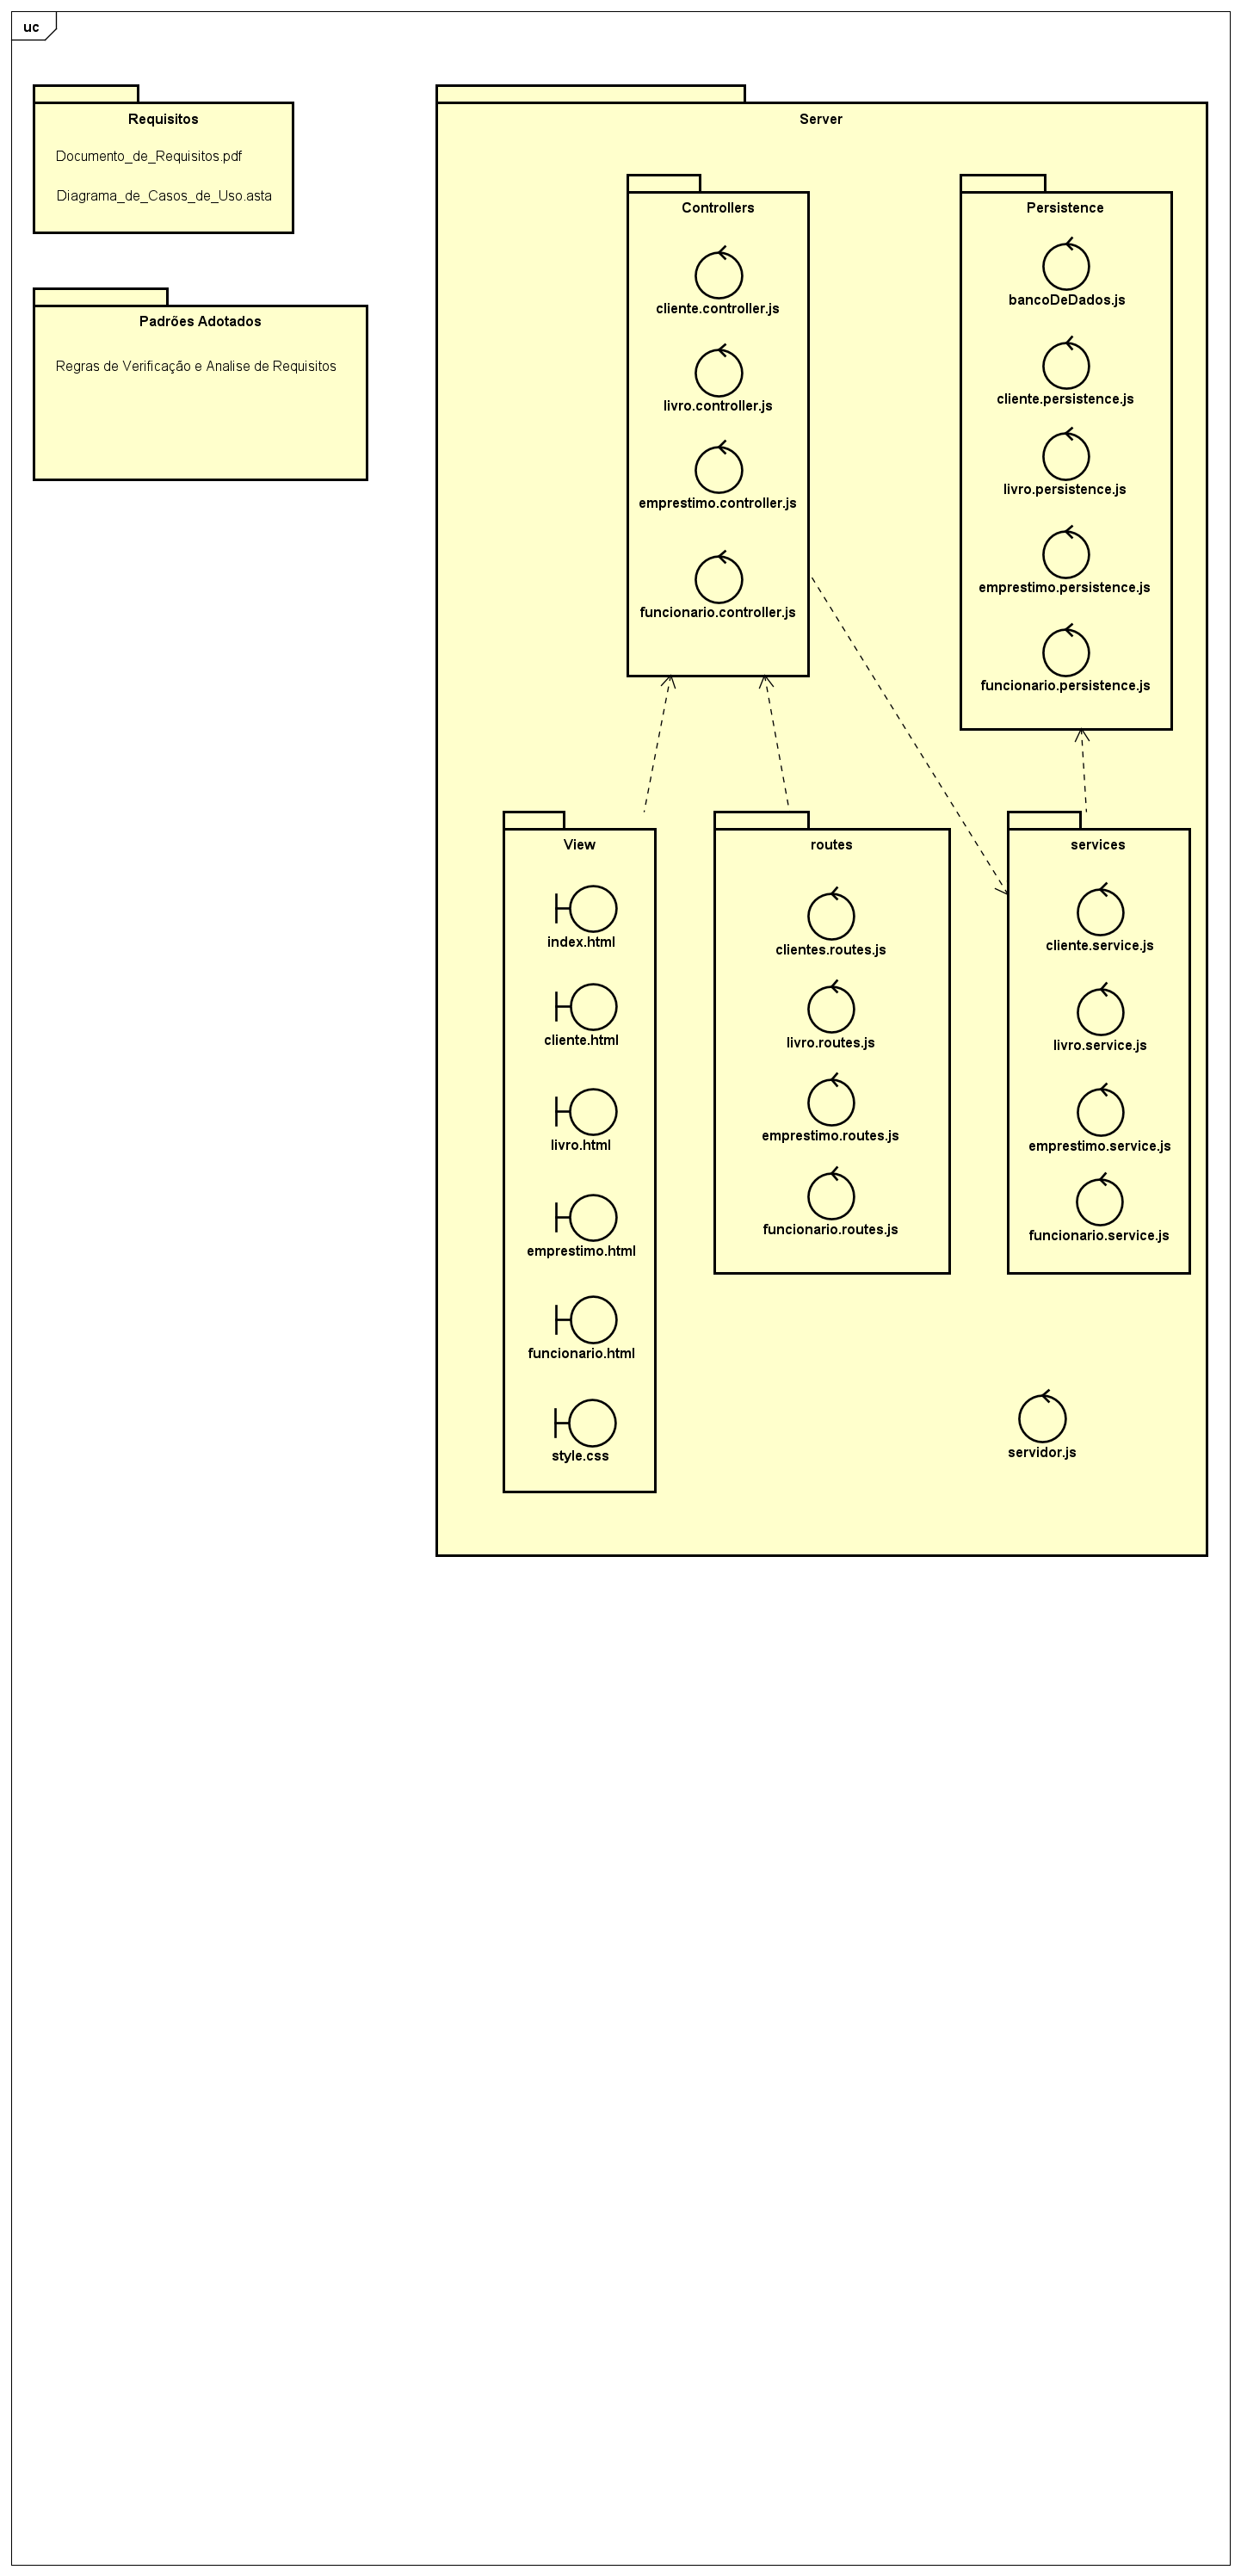 uc
Requisitos
Documento_de_Requisitos.pdf
Diagrama_de_Casos_de_Uso.asta
Padrões Adotados
Regras de Verificação e Analise de Requisitos
Server
Controllers
cliente.controller.js
livro.controller.js
emprestimo.controller.js
funcionario.controller.js
Persistence
bancoDeDados.js
cliente.persistence.js
livro.persistence.js
emprestimo.persistence.js
funcionario.persistence.js
View
index.html
cliente.html
livro.html
emprestimo.html
funcionario.html
style.css
routes
clientes.routes.js
livro.routes.js
emprestimo.routes.js
funcionario.routes.js
services
cliente.service.js
livro.service.js
emprestimo.service.js
funcionario.service.js
servidor.js